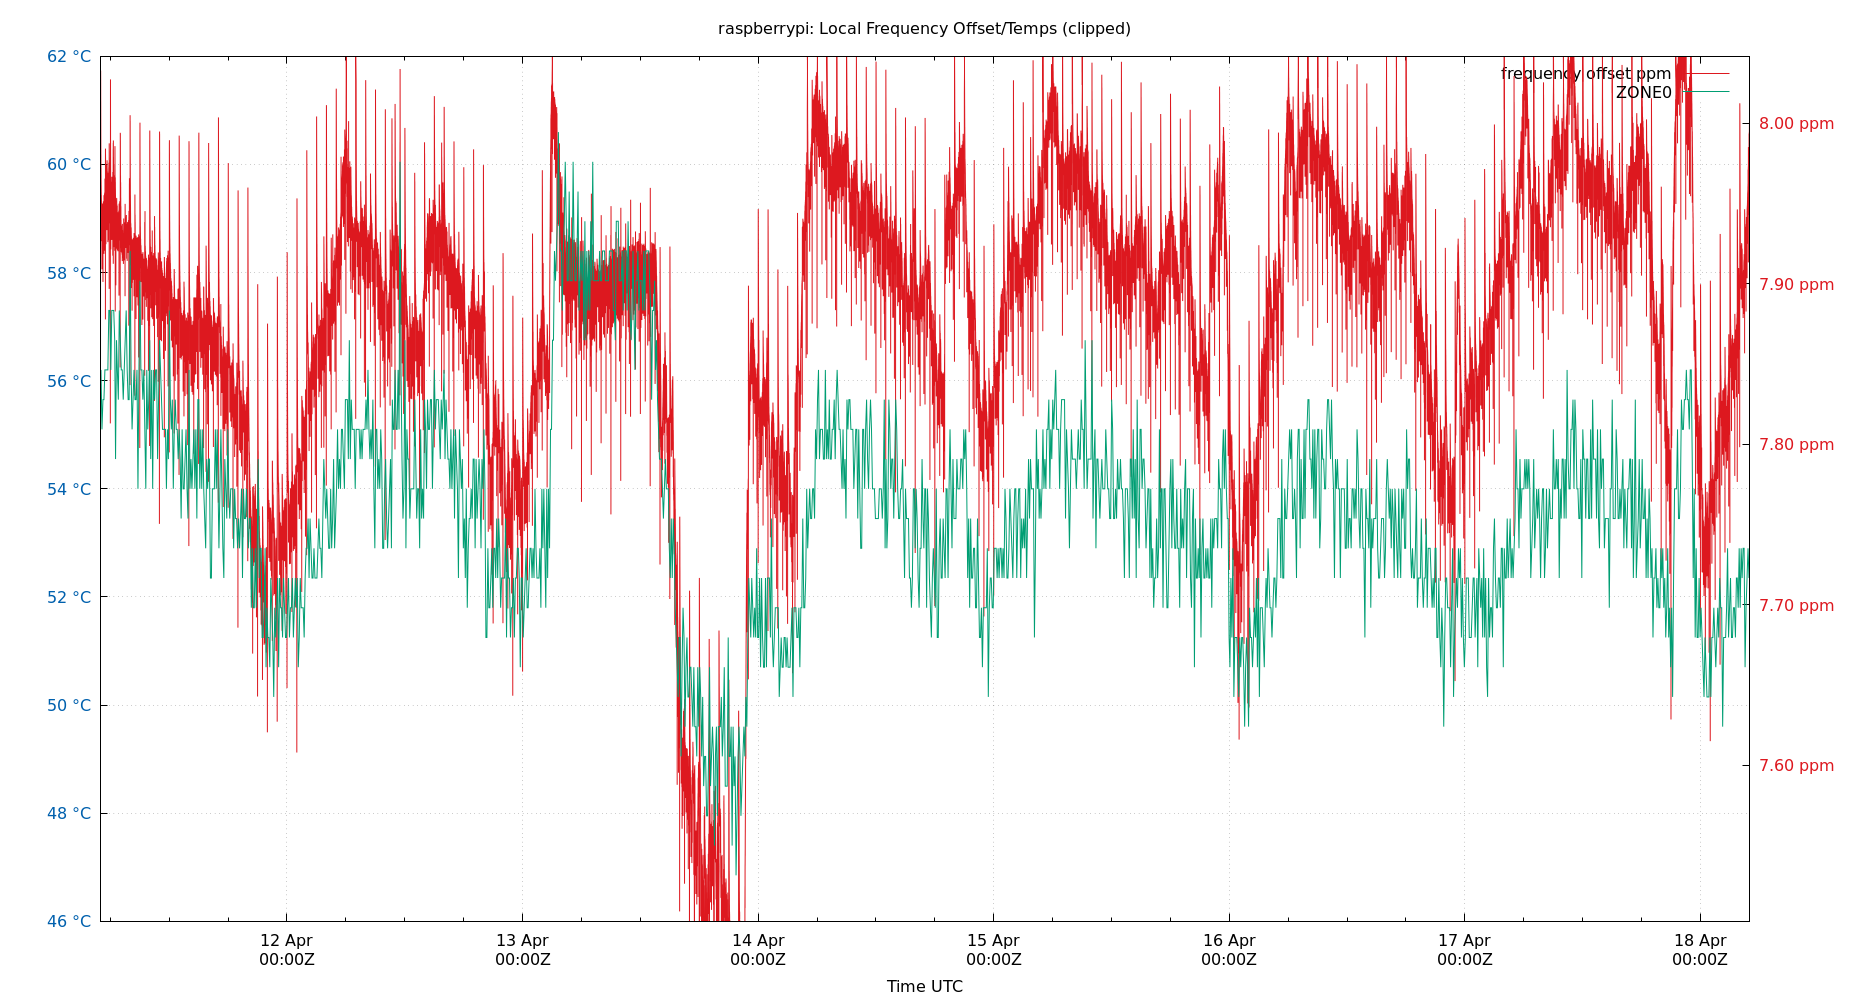 raspberrypi: Local Frequency Offset/Temps (clipped)
frequency offset ppm
ZONE0
62 °C
60 °C
58 °C
56 °C
54 °C
52 °C
50 °C
48 °C
46 °C
8.00 ppm
7.90 ppm
7.80 ppm
7.70 ppm
7.60 ppm
12 Apr
00:00Z
13 Apr
00:00Z
14 Apr
00:00Z
15 Apr
00:00Z
16 Apr
00:00Z
17 Apr
00:00Z
18 Apr
00:00Z
Time UTC